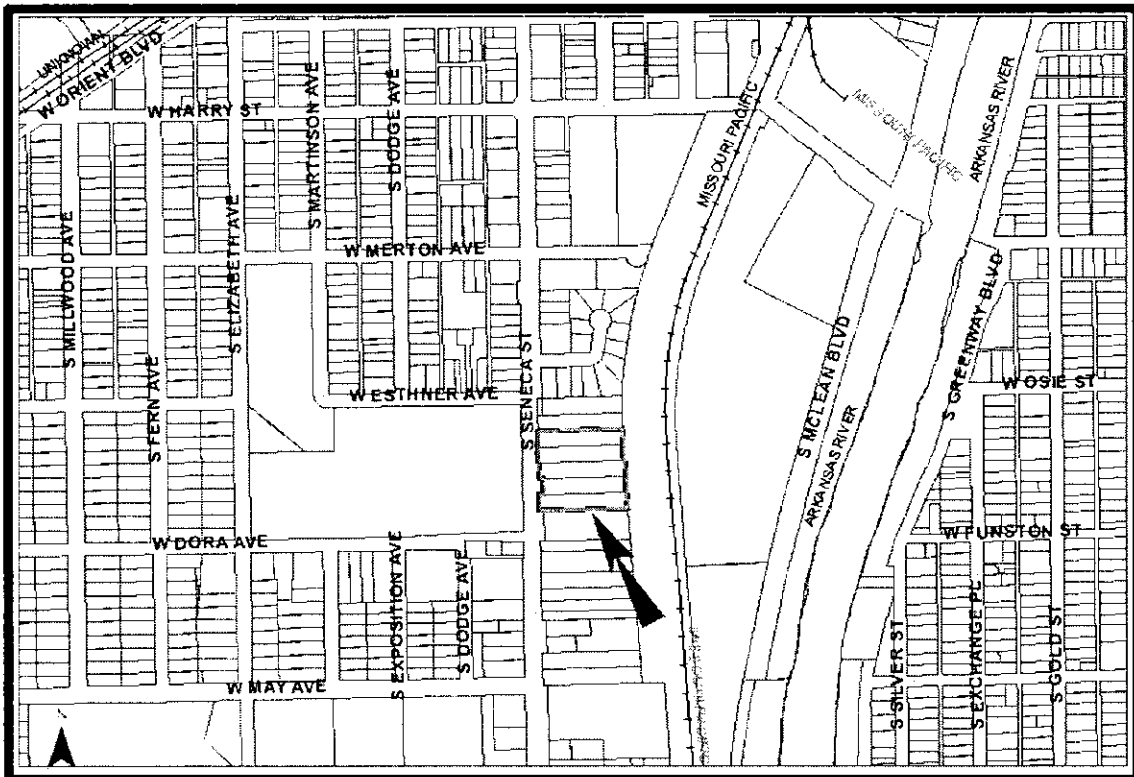 UNKNOWN
W ORIENT BLVD
W HARRY ST
S MARTINSON AVE
S DODGE AVE
MISSOURI PACIFIC
MISSOURI PACIFIC
ARKANSAS RIVER
S MILLWOOD AVE
S ELIZABETH AVE
W MERTON AVE
S FERN AVE
W ESTHNER AVE
S SENECA ST
S MCLEAN BLVD
ARKANSAS RIVER
S GREENWAY BLVD
W OSIE ST
W DORA AVE
S EXPOSITION AVE
S DODGE AVE
W FUNSTON ST
W MAY AVE
S SILVER ST
S EXCHANGE PL
S GOLD ST